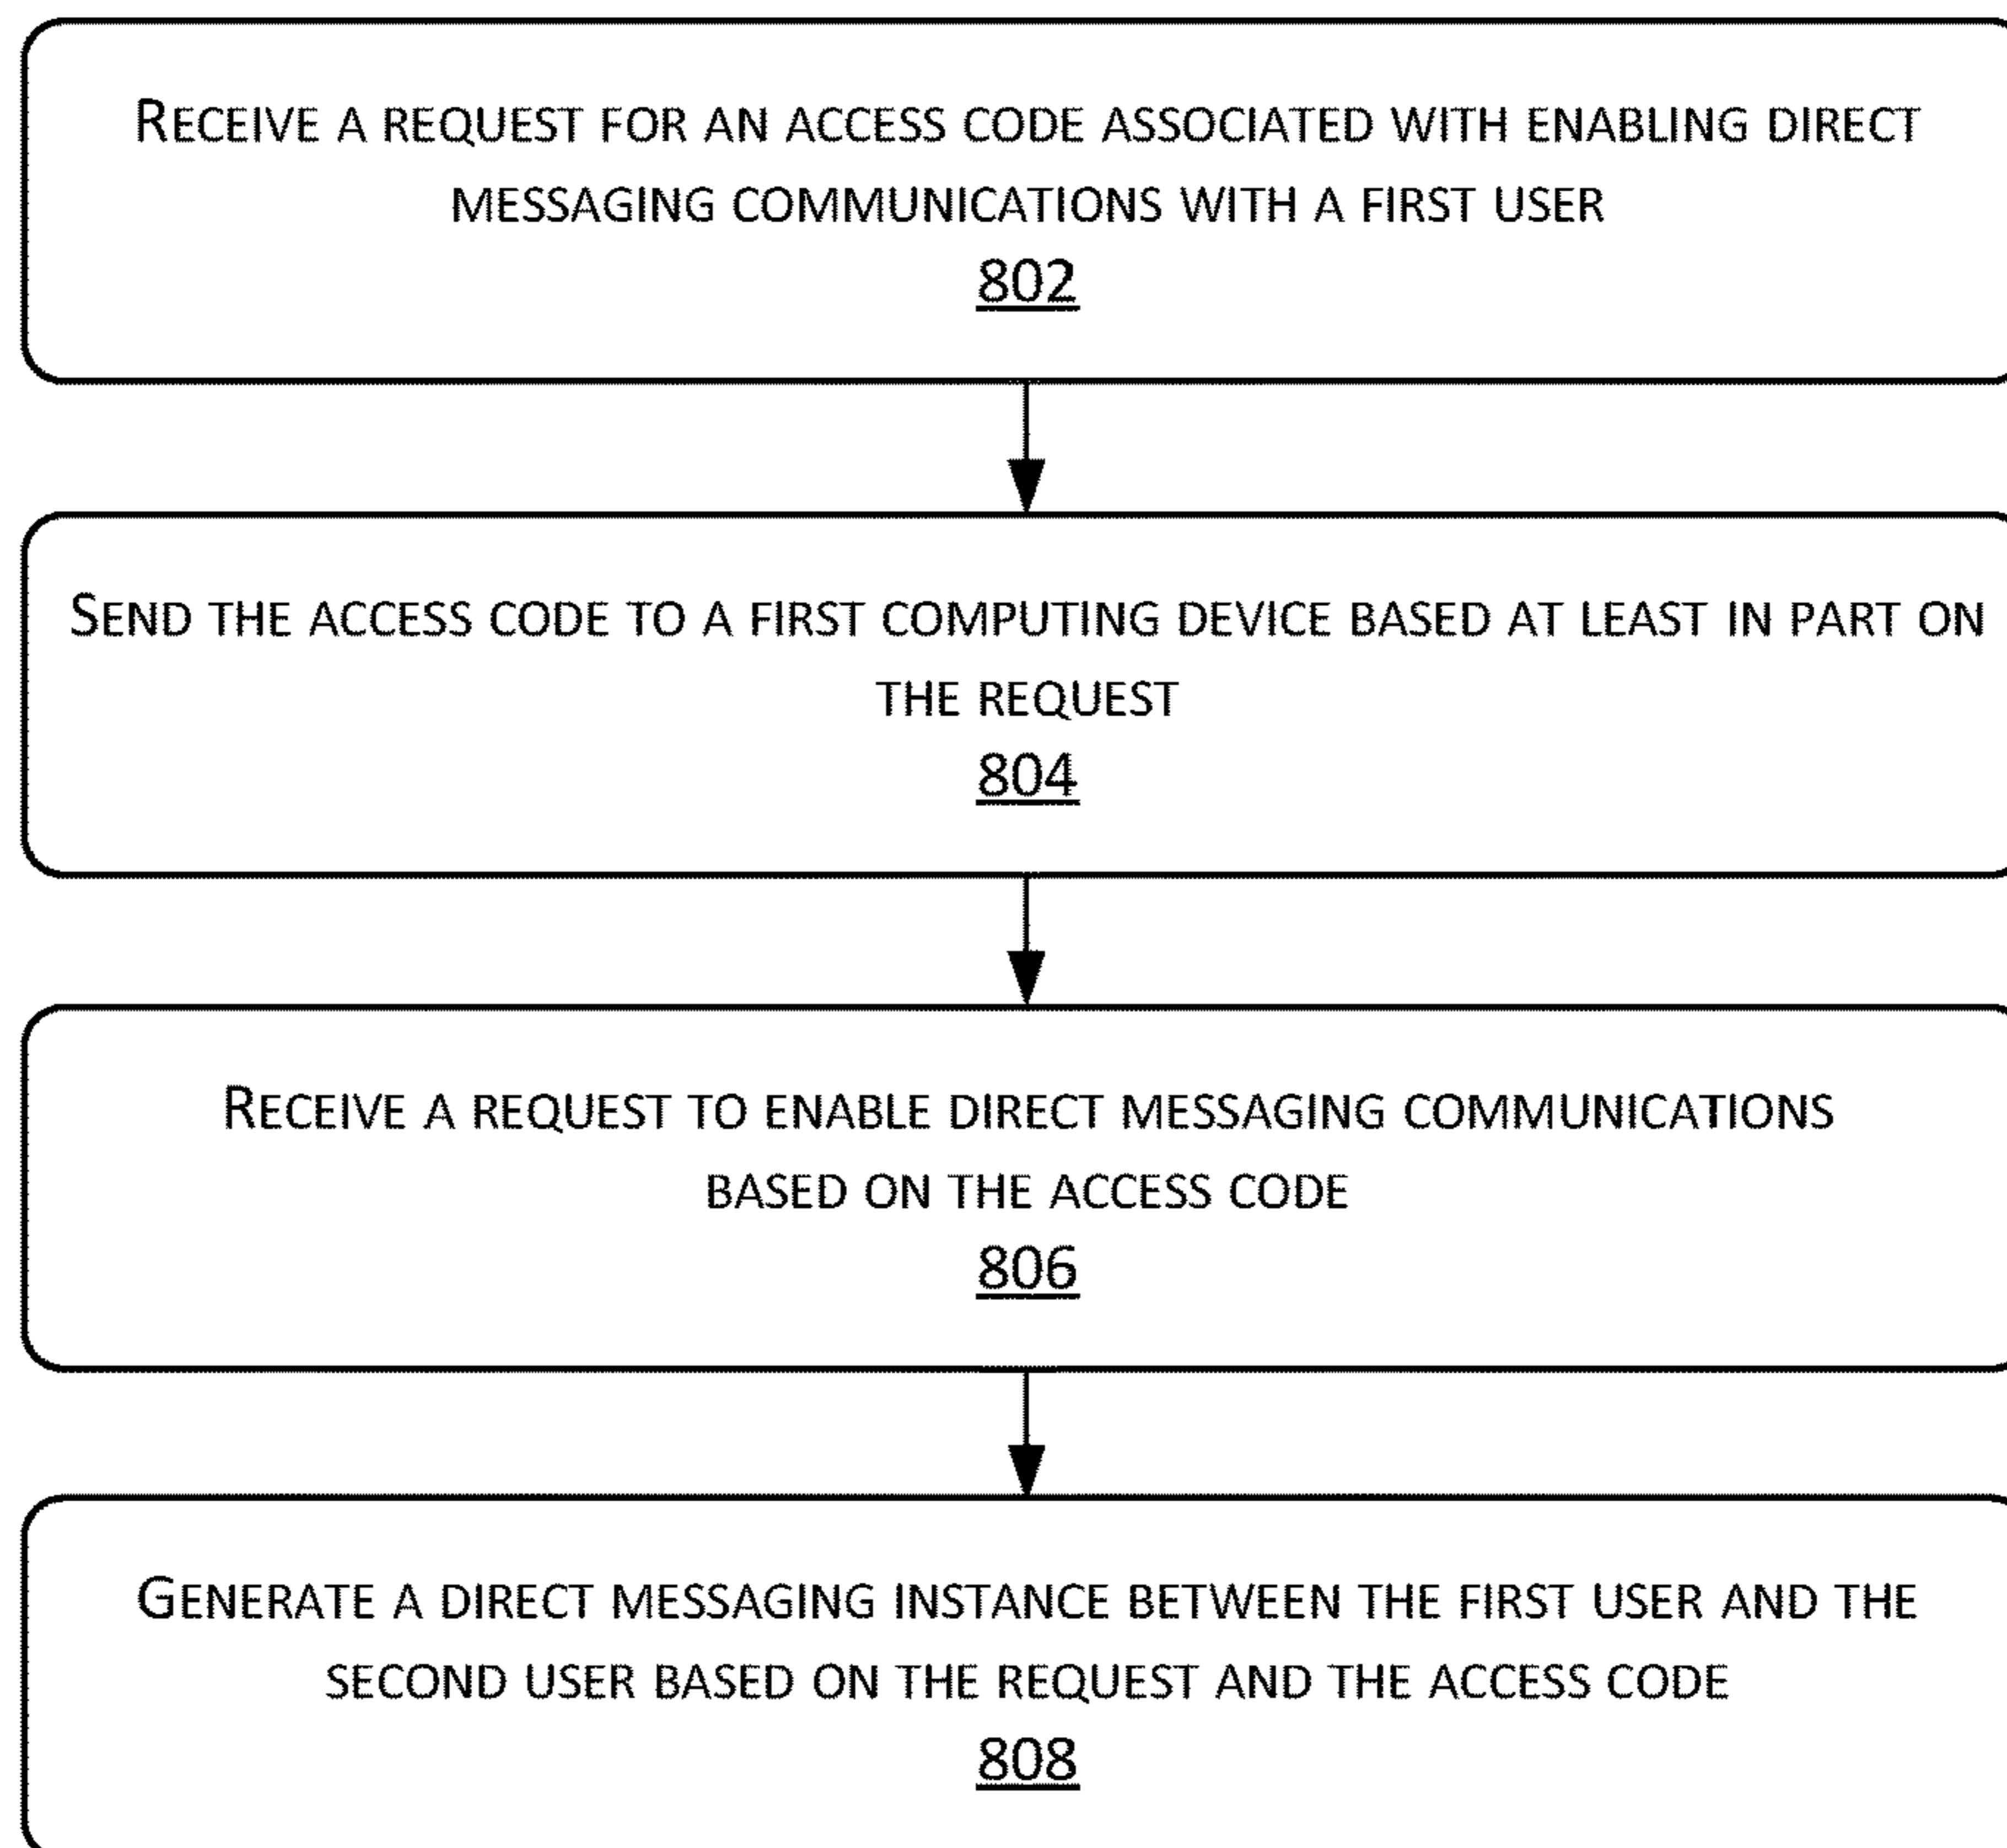 RECEIVE A REQUEST FOR AN ACCESS CODE ASSOCIATED WITH ENABLING DIRECT
MESSAGING COMMUNICATIONS WITH A FIRST USER
802
SEND THE ACCESS CODE TO A FIRST COMPUTING DEVICE BASED AT LEAST IN PART ON
THE REQUEST
804
RECEIVE A REQUEST TO ENABLE DIRECT MESSAGING COMMUNICATIONS
BASED ON THE ACCESS CODE
806
GENERATE A DIRECT MESSAGING INSTANCE BETWEEN THE FIRST USER AND THE
SECOND USER BASED ON THE REQUEST AND THE ACCESS CODE
808